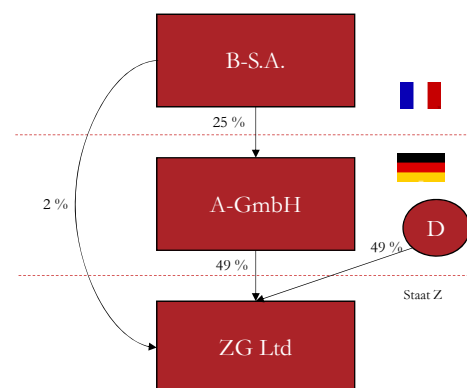 B-S.A.
25 %
2 %
A-GmbH
D
49 %
49 %
Staat Z
ZG Ltd